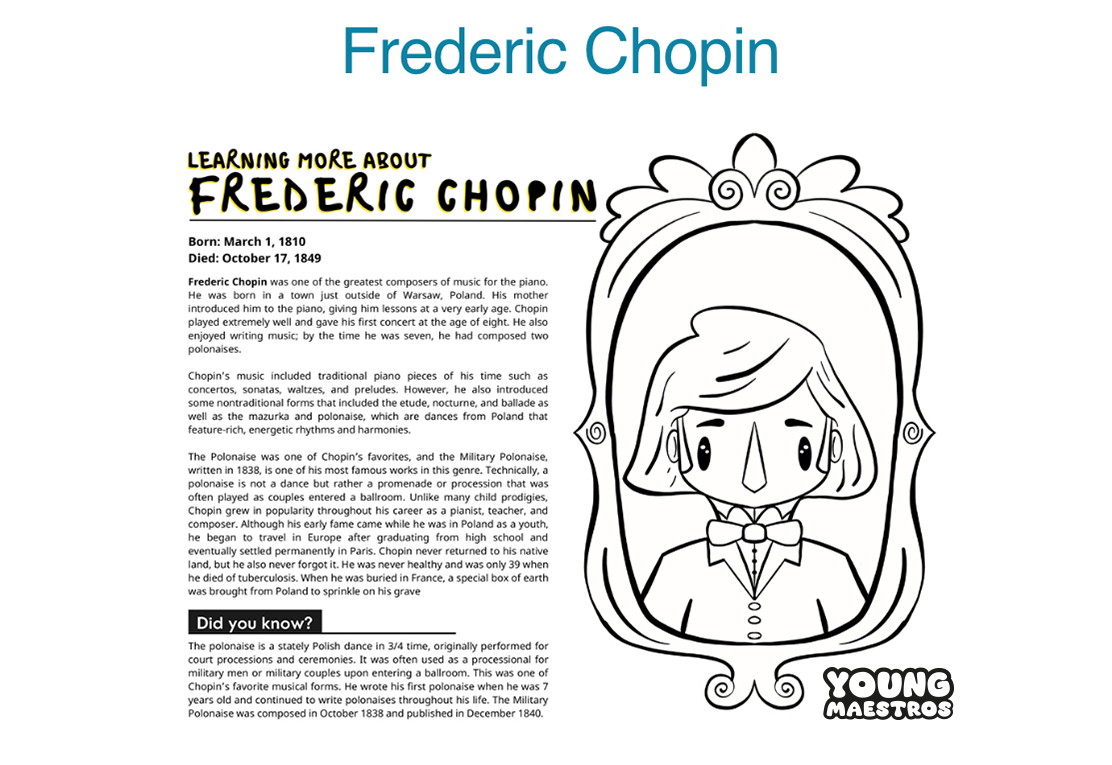 Frederic Chopin
LEARNING MORE ABOUT
FREDERIC CHOPIN
Born: March 1, 1810
Died: October 17, 1849
Frederic Chopin was one of the greatest composers of music for the piano.
He was born in a town just outside of Warsaw, Poland. His mother
introduced him to the piano, giving him lessons at a very early age. Chopin
played extremely well and gave his first concert at the age of eight. He also
enjoyed writing music; by the time he was seven, he had composed two
polonaises.
Chopin's music included traditional piano pieces of his time such as
concertos, sonatas, waltzes, and preludes. However, he also introduced
some nontraditional forms that included the etude, nocturne, and ballade as
well as the mazurka and polonaise, which are dances from Poland that
feature-rich, energetic rhythms and harmonies.
The Polonaise was one of Chopin's favorites, and the Military Polonaise,
written in 1838, is one of his most famous works in this genre. Technically, a
polonaise is not a dance but rather a promenade or procession that was
often played as couples entered a ballroom. Unlike many child prodigies,
Chopin grew in popularity throughout his career as a pianist, teacher, and
composer. Although his early fame came while he was in Poland as a youth,
he began to travel in Europe after graduating from high school and
eventually settled permanently in Paris. Chopin never returned to his native
land, but he also never forgot it. He was never healthy and was only 39 when
he died of tuberculosis. When he was buried in France, a special box of earth
was brought from Poland to sprinkle on his grave
Did you know?
The polonaise is a stately Polish dance in 3/4 time, originally performed for
court processions and ceremonies. It was often used as a processional for
military men or military couples upon entering a ballroom. This was one of
Chopin's favorite musical forms. He wrote his first polonaise when he was 7
years old and continued to write polonaises throughout his life. The Military
Polonaise was composed in October 1838 and published in December 1840.
YOUNG
MAESTROS